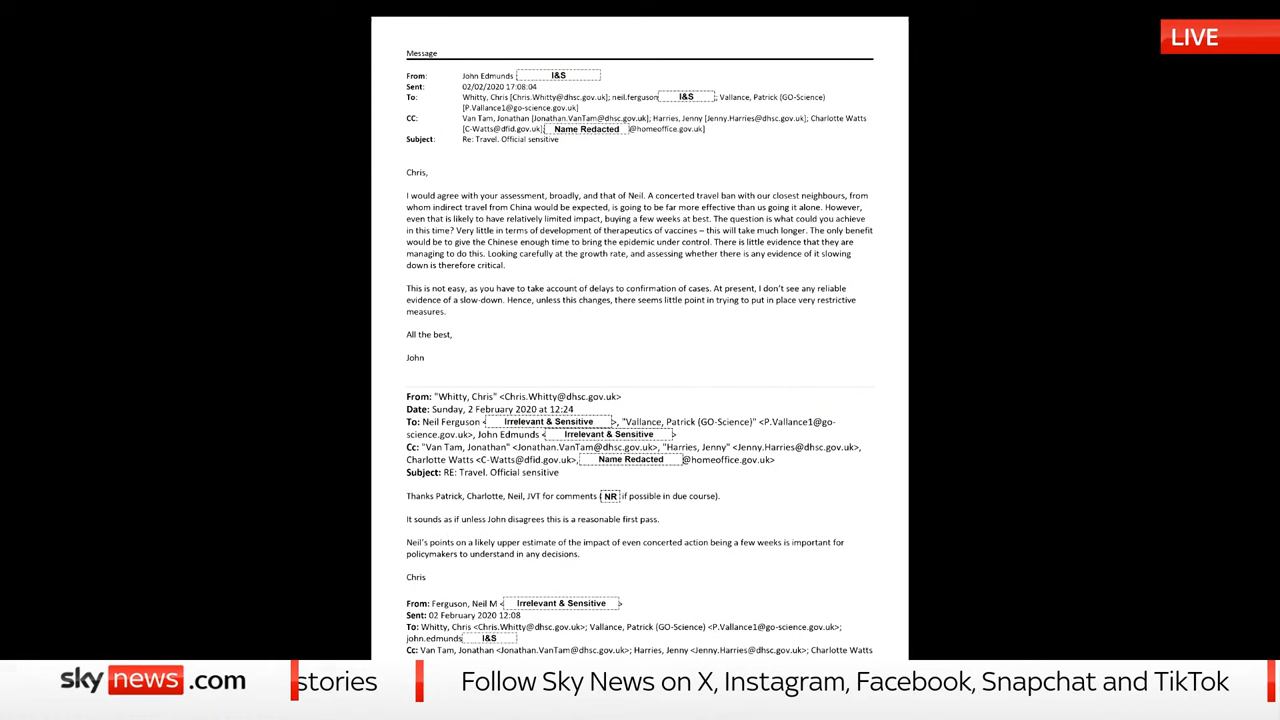 LIVE
Message
From: John Edmunds I&S
Sent: 02/02/2020 17:08:04
To: Whitty, Chris [Chris.Whitty@dhsc.gov.uk]; neil.ferguson I&S ; Vallance, Patrick (GO-Science)
[P.Vallance1@go-science.gov.uk]
CC: Van Tam, Jonathan [Jonathan.VanTam@dhsc.gov.uk]; Harries, Jenny [Jenny.Harries@dhsc.gov.uk]; Charlotte Watts
[C-Watts@dfid.gov.uk]; Name Redacted @homeoffice.gov.uk]
Subject: Re: Travel. Official sensitive
Chris,
I would agree with your assessment, broadly, and that of Neil. A concerted travel ban with our closest neighbours, from
whom indirect travel from China would be expected, is going to be far more effective than us going it alone. However,
even that is likely to have relatively limited impact, buying a few weeks at best. The question is what could you achieve
in this time? Very little in terms of development of therapeutics of vaccines – this will take much longer. The only benefit
would be to give the Chinese enough time to bring the epidemic under control. There is little evidence that they are
managing to do this. Looking carefully at the growth rate, and assessing whether there is any evidence of it slowing
down is therefore critical.
This is not easy, as you have to take account of delays to confirmation of cases. At present, I don't see any reliable
evidence of a slow-down. Hence, unless this changes, there seems little point in trying to put in place very restrictive
measures.
All the best,
John
From: "Whitty, Chris" <Chris.Whitty@dhsc.gov.uk>
Date: Sunday, 2 February 2020 at 12:24
To: Neil Ferguson < Irrelevant & Sensitive >, "Vallance, Patrick (GO-Science)" <P.Vallance1@go-
science.gov.uk>, John Edmunds < Irrelevant & Sensitive >
Cc: "Van Tam, Jonathan" <Jonathan.VanTam@dhsc.gov.uk>, "Harries, Jenny" <Jenny.Harries@dhsc.gov.uk>,
Charlotte Watts <C-Watts@dfid.gov.uk>, Name Redacted @homeoffice.gov.uk>
Subject: RE: Travel. Official sensitive
Thanks Patrick, Charlotte, Neil, JVT for comments ( NR if possible in due course).
It sounds as if unless John disagrees this is a reasonable first pass.
Neil's points on a likely upper estimate of the impact of even concerted action being a few weeks is important for
policymakers to understand in any decisions.
Chris
From: Ferguson, Neil M < Irrelevant & Sensitive >
Sent: 02 February 2020 12:08
To: Whitty, Chris <Chris.Whitty@dhsc.gov.uk>; Vallance, Patrick (GO-Science) <P.Vallance1@go-science.gov.uk>;
john.edmunds I&S
Cc: Van Tam, Jonathan <Jonathan.VanTam@dhsc.gov.uk>; Harries, Jenny <Jenny.Harries@dhsc.gov.uk>; Charlotte Watts
sky news .com stories Follow Sky News on X, Instagram, Facebook, Snapchat and TikTok